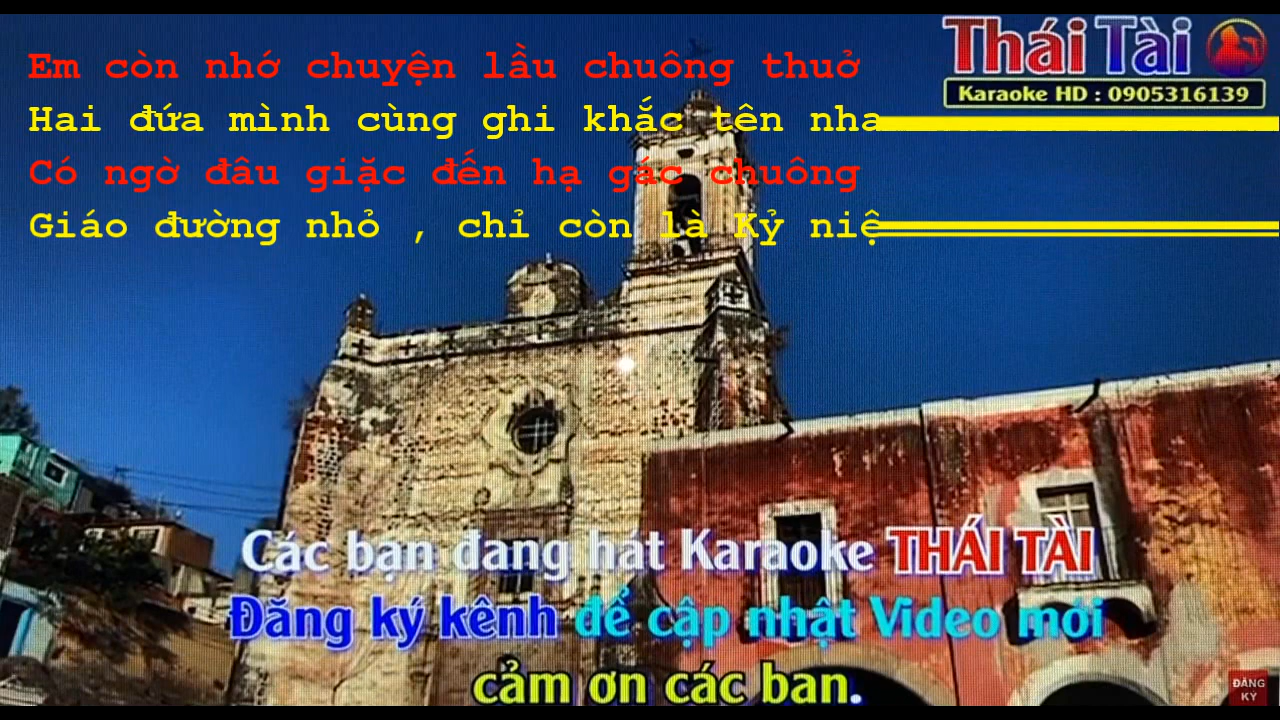 Thái Tài
Karaoke HD : 0905316139
Em còn nhớ chuyện lầu chuông thuở
Hai đứa mình cùng ghi khắc tên nha
Có ngờ đâu giặc đến hạ gác chuông
Giáo đường nhỏ , chỉ còn là Kỷ niệ
Các bạn đang hát Karaoke THÁI TÀI
Đăng ký kênh để cập nhật Video mới
cảm ơn các bạn.
ĐĂNG
KÝ